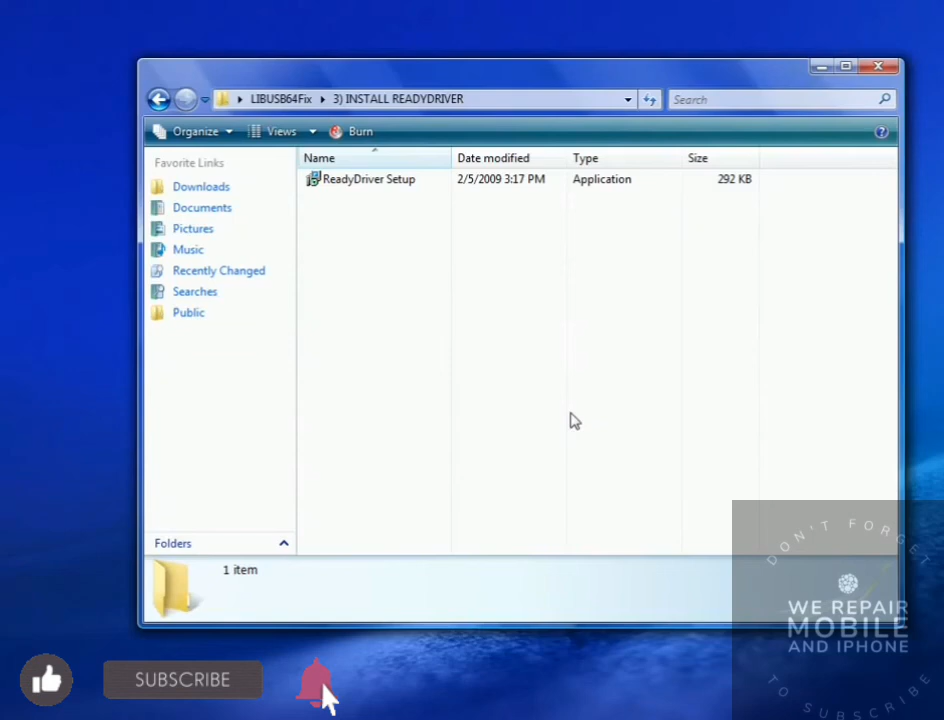 LIBUSB64Fix
3) INSTALL READYDRIVER
Search
Organize
Views
Burn
Favorite Links
Name
Date modified
Type
Size
Downloads
ReadyDriver Setup
2/5/2009 3:17 PM
Application
292 KB
Documents
Pictures
Music
Recently Changed
Searches
Public
Folders
1 item
DON'T FORGET
WE REPAIR
MOBILE
AND IPHONE
TO SUBSCRIBE
SUBSCRIBE